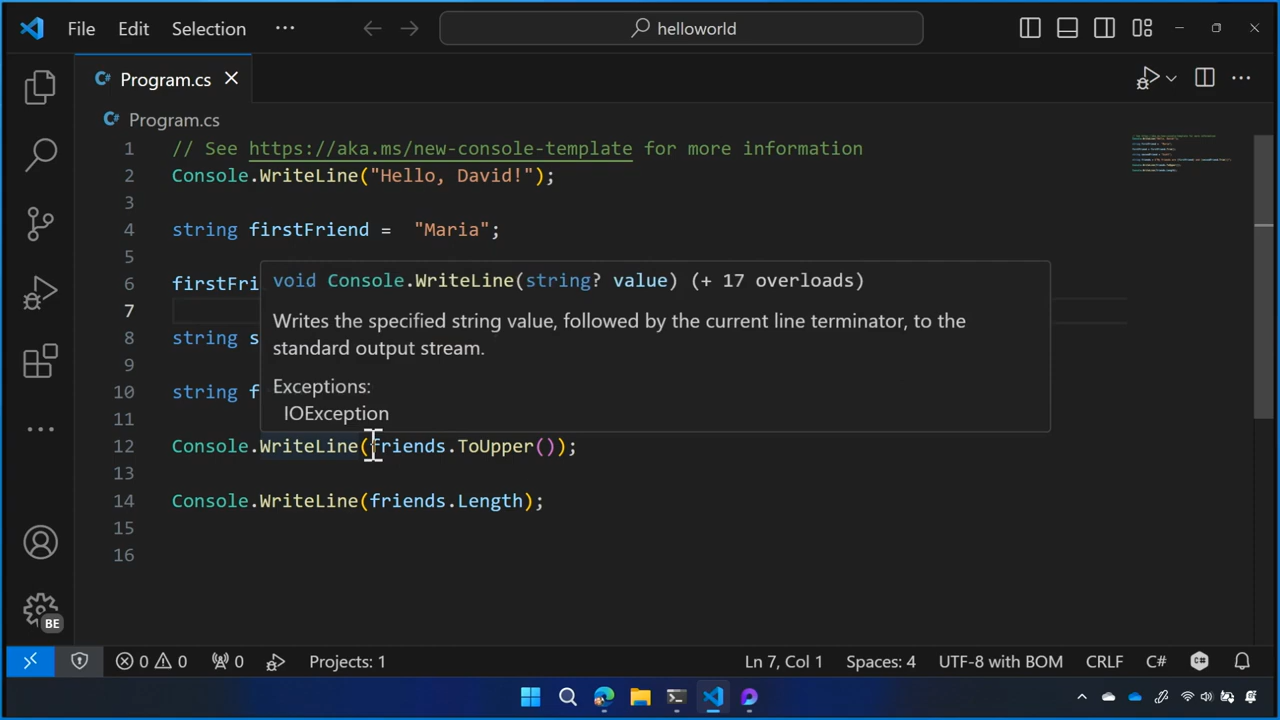 File Edit Selection ··· helloworld
Program.cs
Program.cs
1 // See https://aka.ms/new-console-template for more information
2 Console.WriteLine("Hello, David!");
3
4 string firstFriend =  "Maria";
5
6 firstFri
void Console.WriteLine(string? value) (+ 17 overloads)
7
Writes the specified string value, followed by the current line terminator, to the
8 string s
standard output stream.
9
Exceptions:
10 string f
IOException
11
12 Console.WriteLine(friends.ToUpper());
13
14 Console.WriteLine(friends.Length);
15
16
BE
0 0 0 Projects: 1 Ln 7, Col 1 Spaces: 4 UTF-8 with BOM CRLF C#